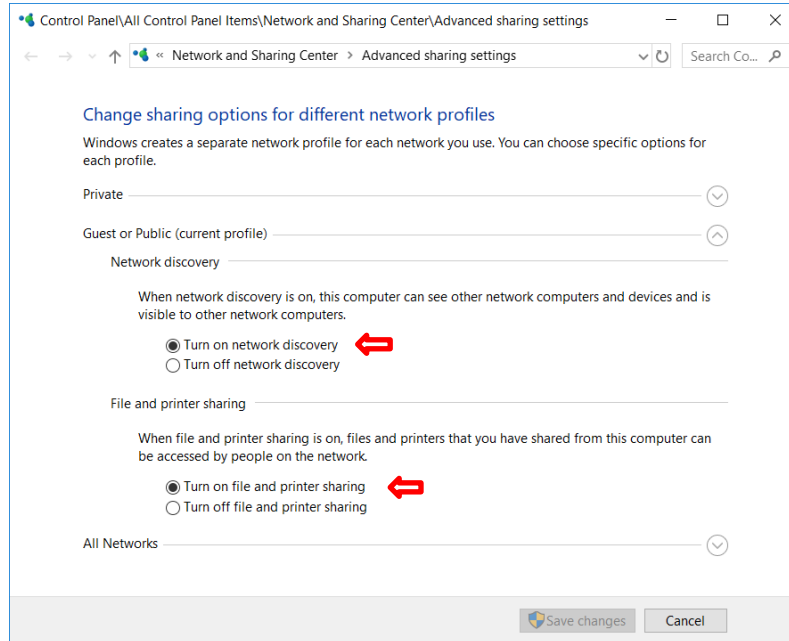 Control Panel\All Control Panel Items\Network and Sharing Center\Advanced sharing settings
« Network and Sharing Center > Advanced sharing settings
Search Co...
Change sharing options for different network profiles
Windows creates a separate network profile for each network you use. You can choose specific options for
each profile.
Private
Guest or Public (current profile)
Network discovery
When network discovery is on, this computer can see other network computers and devices and is
visible to other network computers.
Turn on network discovery
Turn off network discovery
File and printer sharing
When file and printer sharing is on, files and printers that you have shared from this computer can
be accessed by people on the network.
Turn on file and printer sharing
Turn off file and printer sharing
All Networks
Save changes
Cancel